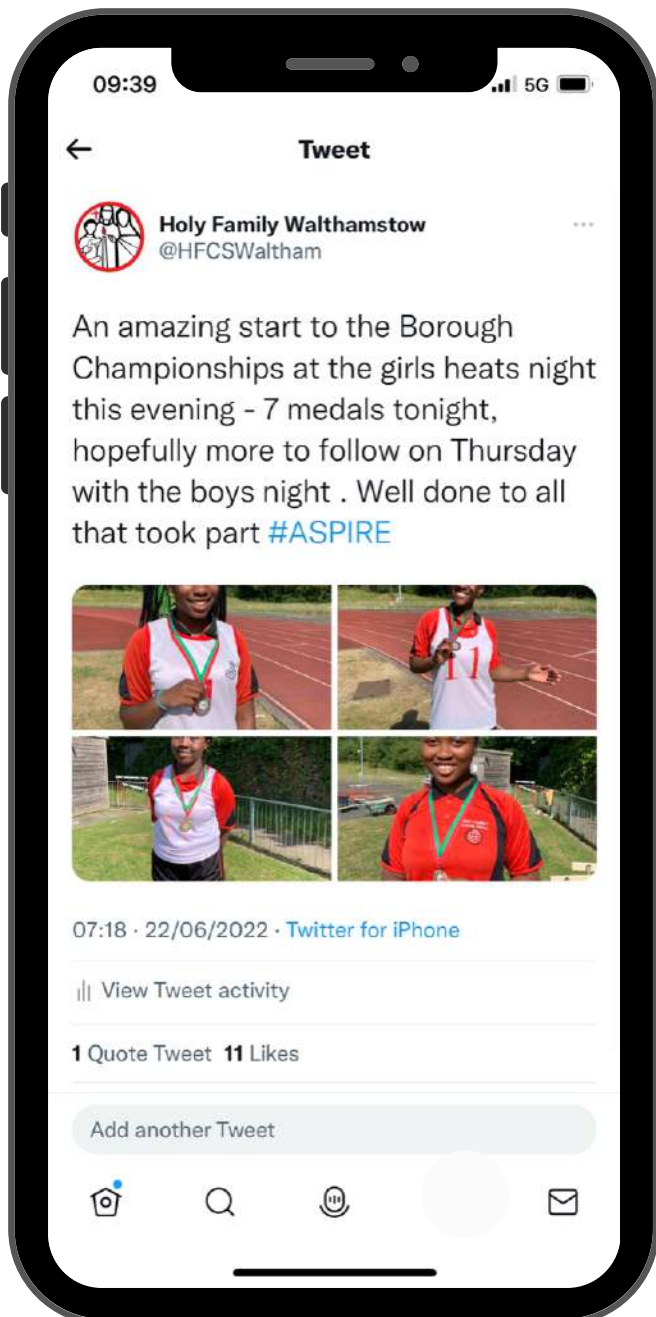 09:39
5G
Tweet
Holy Family Walthamstow
@HFCSWaltham
An amazing start to the Borough
Championships at the girls heats night
this evening - 7 medals tonight,
hopefully more to follow on Thursday
with the boys night . Well done to all
that took part #ASPIRE
11
07:18 · 22/06/2022 · Twitter for iPhone
View Tweet activity
1 Quote Tweet 11 Likes
Add another Tweet